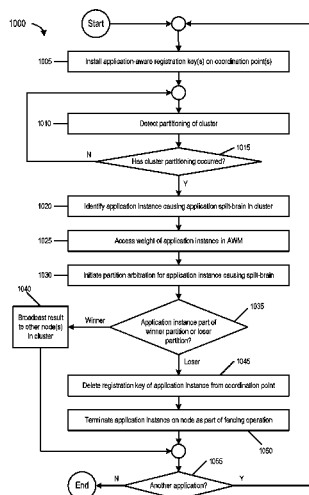 1000
Start
1005
Install application-aware registration key(s) on coordination point(s)
1010
Detect partitioning of cluster
1015
N
Has cluster partitioning occurred?
Y
1020
Identify application instance causing application split-brain in cluster
1025
Access weight of application instance in AWM
1030
Initiate partition arbitration for application instance causing split-brain
1040
1035
Broadcast result
to other node(s)
in cluster
Winner
Application instance part of
winner partition or loser
partition?
Loser
1045
Delete registration key of application instance from coordination point
Terminate application instance on node as part of fencing operation
1050
1055
End
N
Another application?
Y